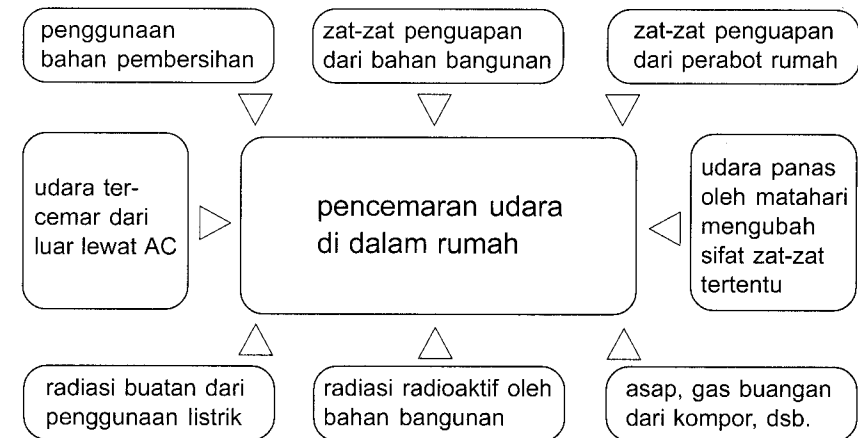 penggunaan
bahan pembersihan
zat-zat penguapan
dari bahan bangunan
zat-zat penguapan
dari perabot rumah
udara ter-
cemar dari
luar lewat AC
pencemaran udara
di dalam rumah
udara panas
oleh matahari
mengubah
sifat zat-zat
tertentu
radiasi buatan dari
penggunaan listrik
radiasi radioaktif oleh
bahan bangunan
asap, gas buangan
dari kompor, dsb.